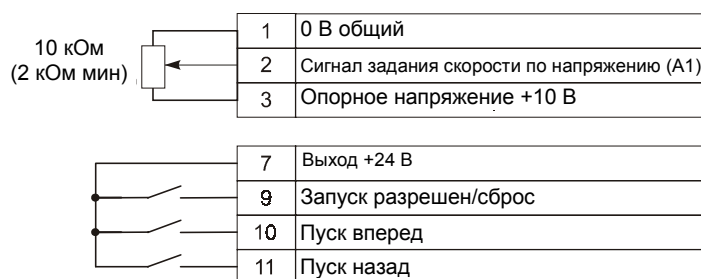 10 кОм
(2 кОм мин)
1 0 В общий
2 Сигнал задания скорости по напряжению (А1)
3 Опорное напряжение +10 В
7 Выход +24 В
9 Запуск разрешен/сброс
10 Пуск вперед
11 Пуск назад